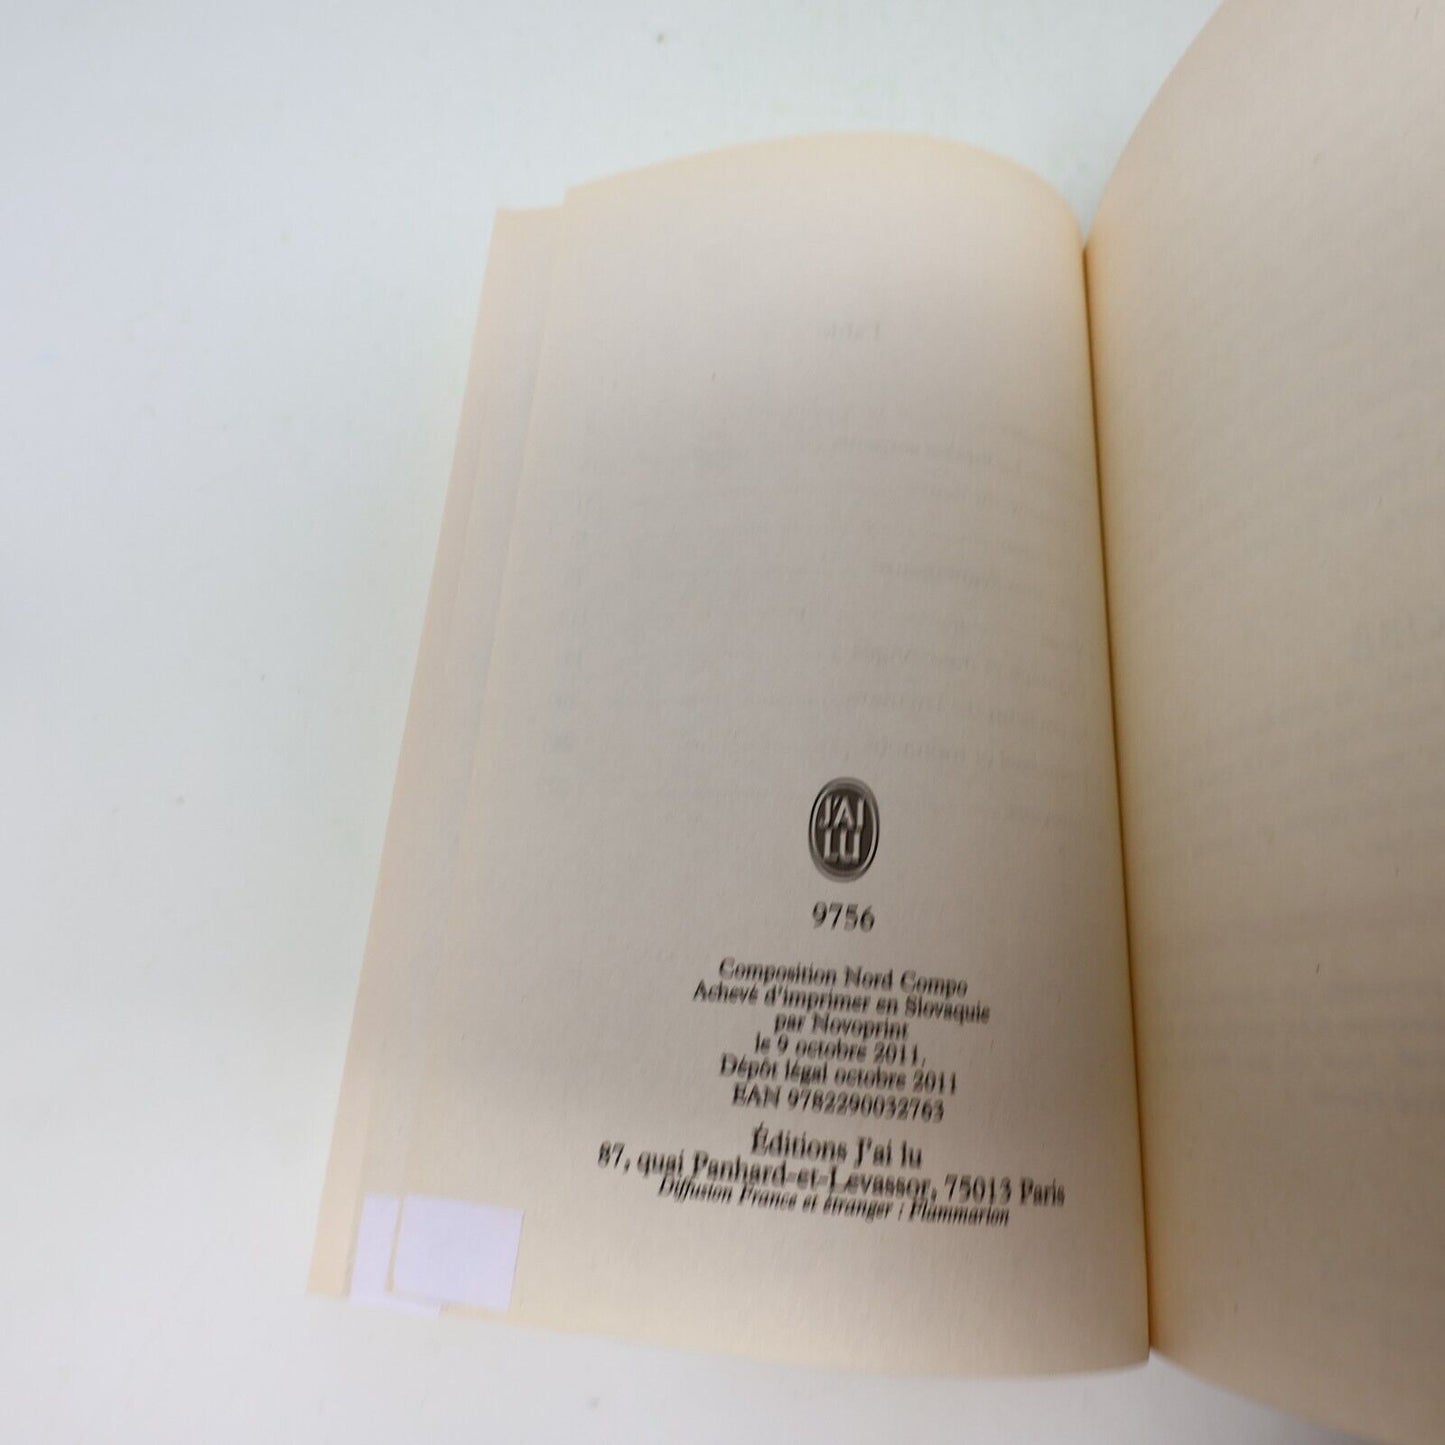 J'AI
LU
9756
Composition Nord Compo
Achevé d'imprimer en Slovaquie
par Novoprint
le 9 octobre 2011.
Dépôt légal octobre 2011
EAN 9782290032763
Éditions J'ai lu
87, quai Panhard-et-Levassor, 75013 Paris
Diffusion France et étranger : Flammarion